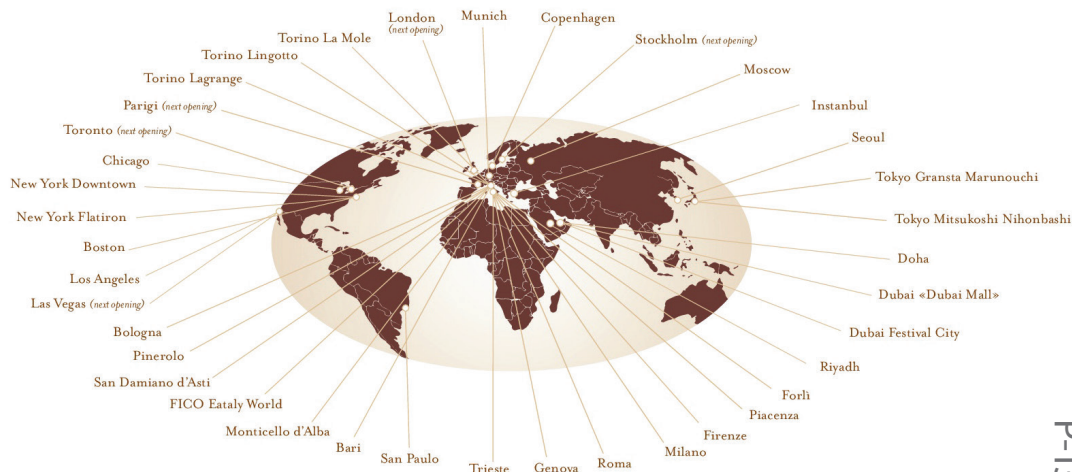 London
(next opening)
Munich
Copenhagen
Torino La Mole
Stockholm (next opening)
Torino Lingotto
Moscow
Torino Lagrange
Parigi (next opening)
Instanbul
Toronto (next opening)
Seoul
Chicago
Tokyo Gransta Marunouchi
New York Downtown
New York Flatiron
Tokyo Mitsukoshi Nihonbashi
Boston
Doha
Los Angeles
Dubai «Dubai Mall»
Las Vegas (next opening)
Bologna
Dubai Festival City
Pinerolo
Riyadh
San Damiano d'Asti
Forlì
FICO Eataly World
Piacenza
Monticello d'Alba
Firenze
Bari
Milano
San Paulo
Roma
Trieste
Genova